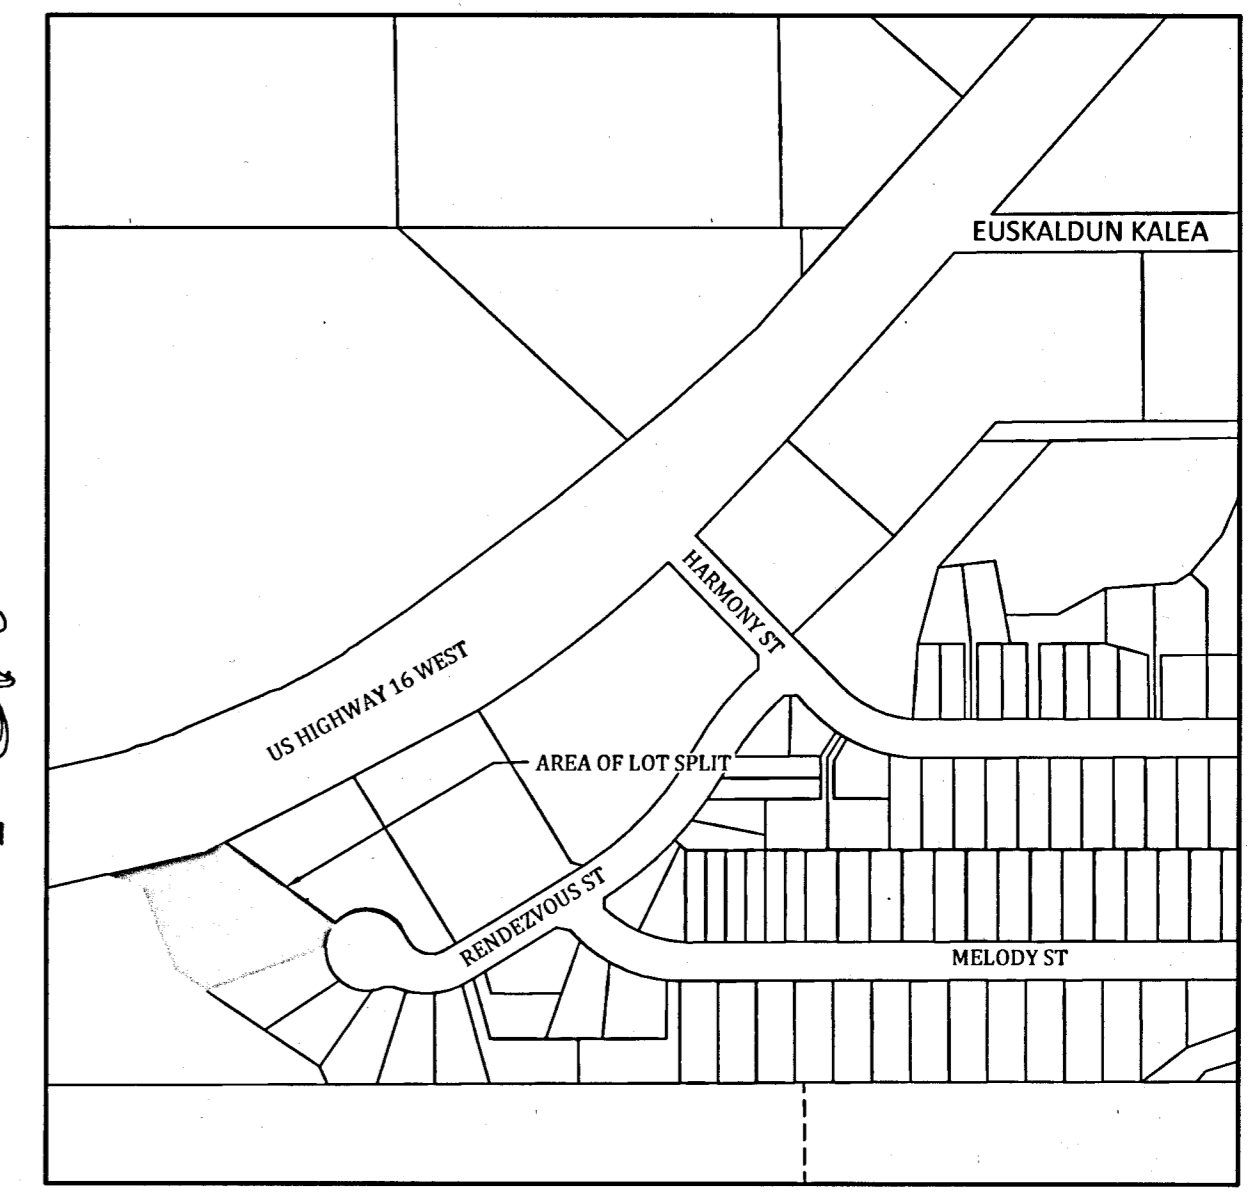 EUSKALDUN KALEA
HARMONY ST
US HIGHWAY 16 WEST
AREA OF LOT SPLIT
RENDEZVOUS ST
MELODY ST